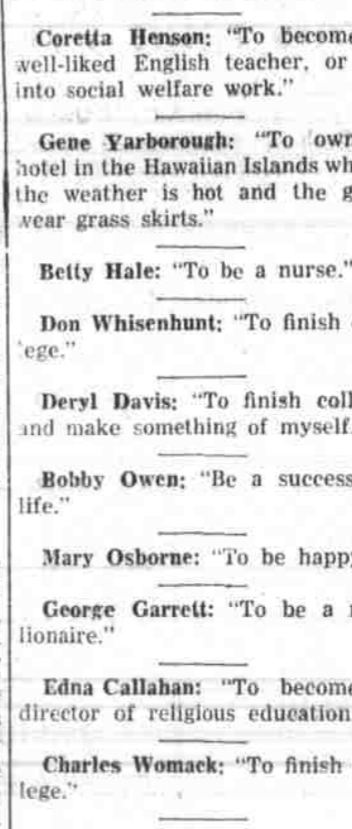 Coretta Henson: "To become
well-liked English teacher, or
into social welfare work."
Gene Yarborough: "To own
hotel in the Hawaiian Islands wh
the weather is hot and the g
wear grass skirts."
Betty Hale: "To be a nurse."
Don Whisenhunt: "To finish
ege."
Deryl Davis: "To finish coll
and make something of myself.
Bobby Owen: "Be a success
life."
Mary Osborne: "To be happy
George Garrett: "To be a
lionaire."
Edna Callahan: "To become
director of religious education
Charles Womack: "To finish
lege."